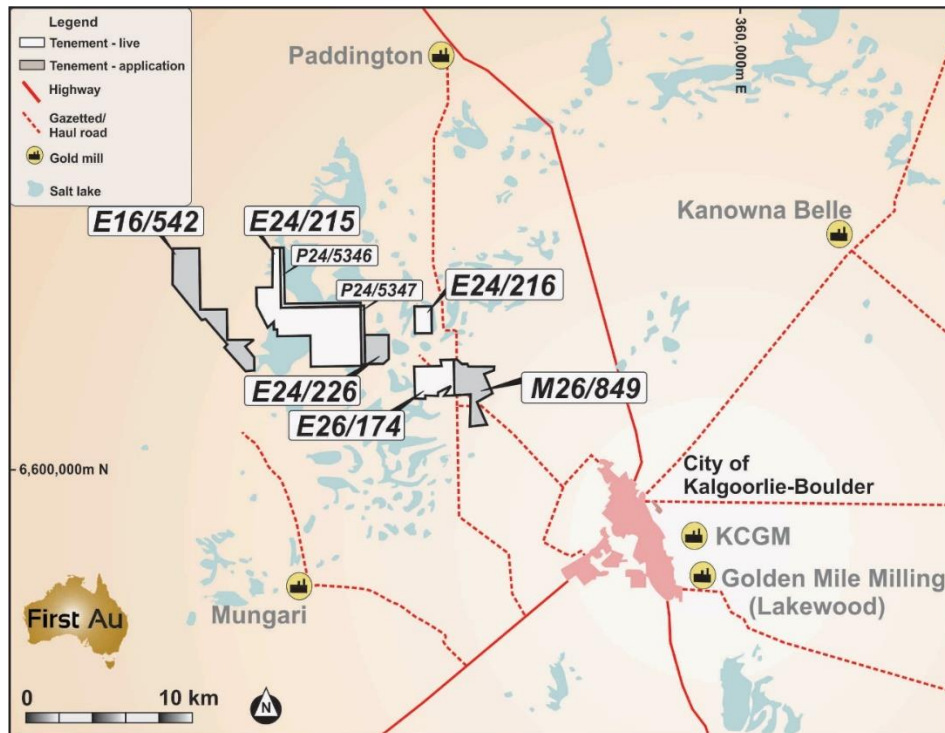 Legend
Tenement - live
Tenement - application
Highway
Gazetted/
Haul road
Gold mill
Salt lake
Paddington
360,000m E
Kanowna Belle
E16/542
E24/215
P24/5346
P24/5347
E24/216
E24/226
E26/174
M26/849
6,600,000m N
City of
Kalgoorlie-Boulder
KCGM
Golden Mile Milling
(Lakewood)
Mungari
First Au
0 10 km
N